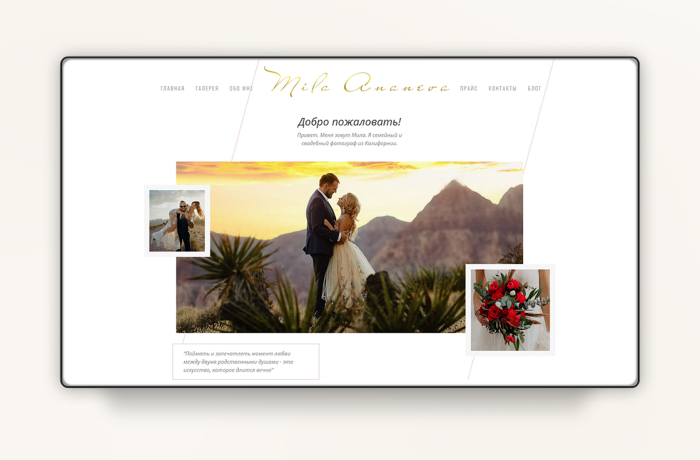 ГЛАВНАЯ ГАЛЕРЕЯ ОБО МНЕ Mila Ananeva ПРАЙС КОНТАКТЫ БЛОГ
Добро пожаловать!
Привет. Меня зовут Мила. Я семейный и
свадебный фотограф из Калифорнии.
"Поймать и запечатлеть момент любви
между двумя родственными душами - это
искусство, которое длится вечно"